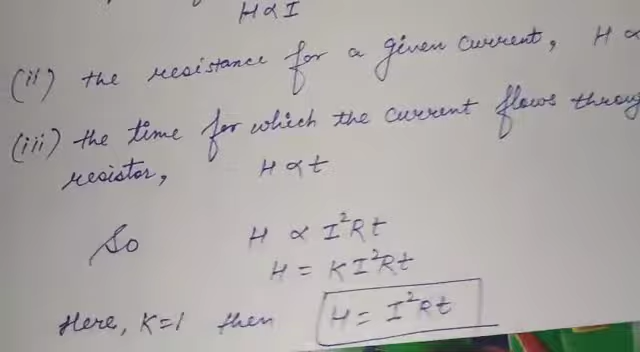 H ∝ I
(ii) the resistance for a given current, H ∝
(iii) the time for which the current flows throug
resistor, H ∝ t
So H ∝ I²Rt
H = KI²Rt
Here, K=1 then H = I²Rt